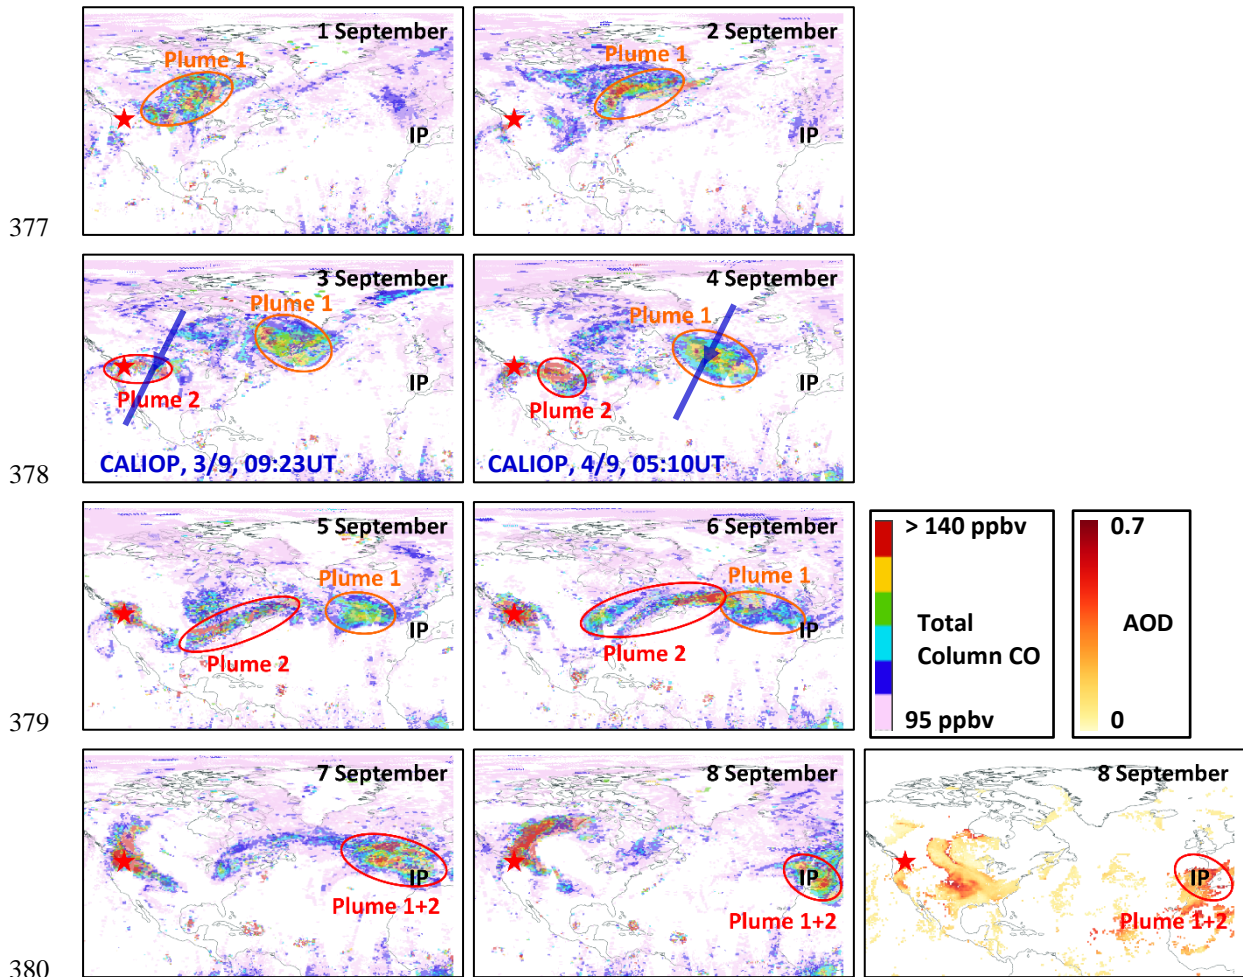 1 September
Plume 1
IP
2 September
Plume 1
IP
377
3 September
Plume 1
IP
Plume 2
CALIOP, 3/9, 09:23UT
4 September
Plume 1
IP
Plume 2
CALIOP, 4/9, 05:10UT
378
5 September
Plume 1
IP
Plume 2
6 September
Plume 1
IP
Plume 2
> 140 ppbv
Total
Column CO
95 ppbv
0.7
AOD
0
379
7 September
IP
Plume 1+2
8 September
IP
Plume 1+2
8 September
IP
Plume 1+2
380